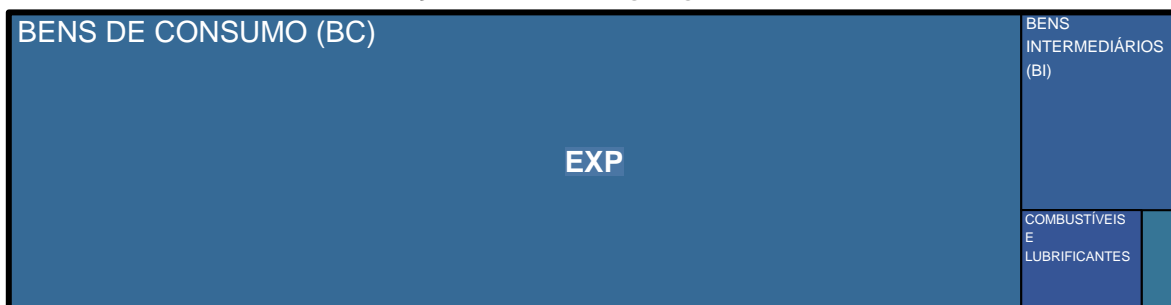 BENS DE CONSUMO (BC)
BENS
INTERMEDIÁRIOS
(BI)
EXP
COMBUSTÍVEIS
E
LUBRIFICANTES